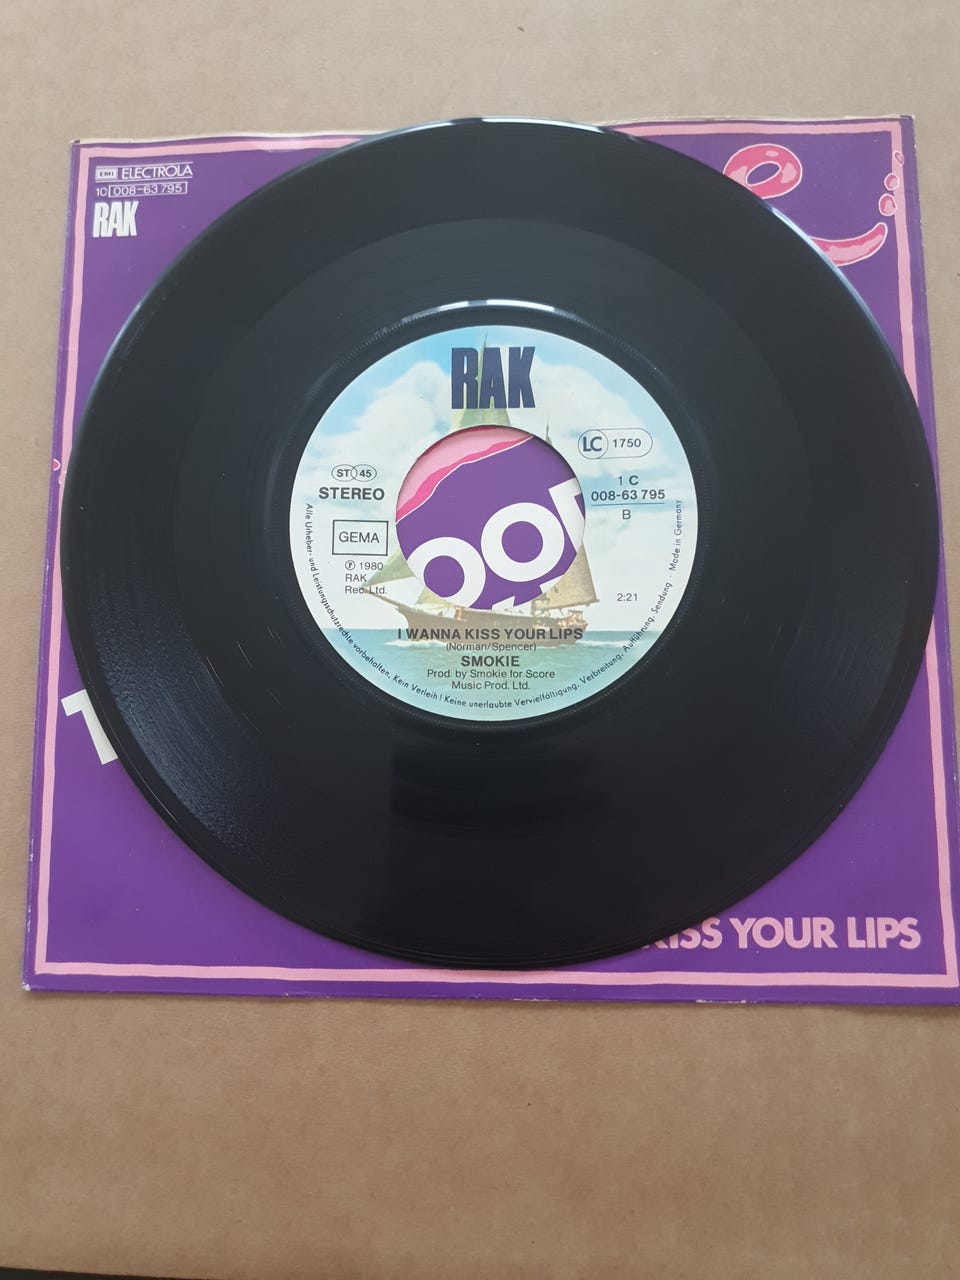 EMI ELECTROLA
1C 008-63 795
RAK
RAK
LC 1750
ST 45
STEREO
1 C
008-63 795
B
GEMA
℗ 1980
RAK
Rec. Ltd.
2:21
I WANNA KISS YOUR LIPS
(Norman/Spencer)
SMOKIE
Prod. by Smokie for Score
Music Prod. Ltd.
Alle Urheber- und Leistungsschutzrechte vorbehalten. Kein Verleih! Keine unerlaubte Vervielfältigung, Verbreitung, Aufführung, Sendung · Made in Germany
T
OO
KISS YOUR LIPS